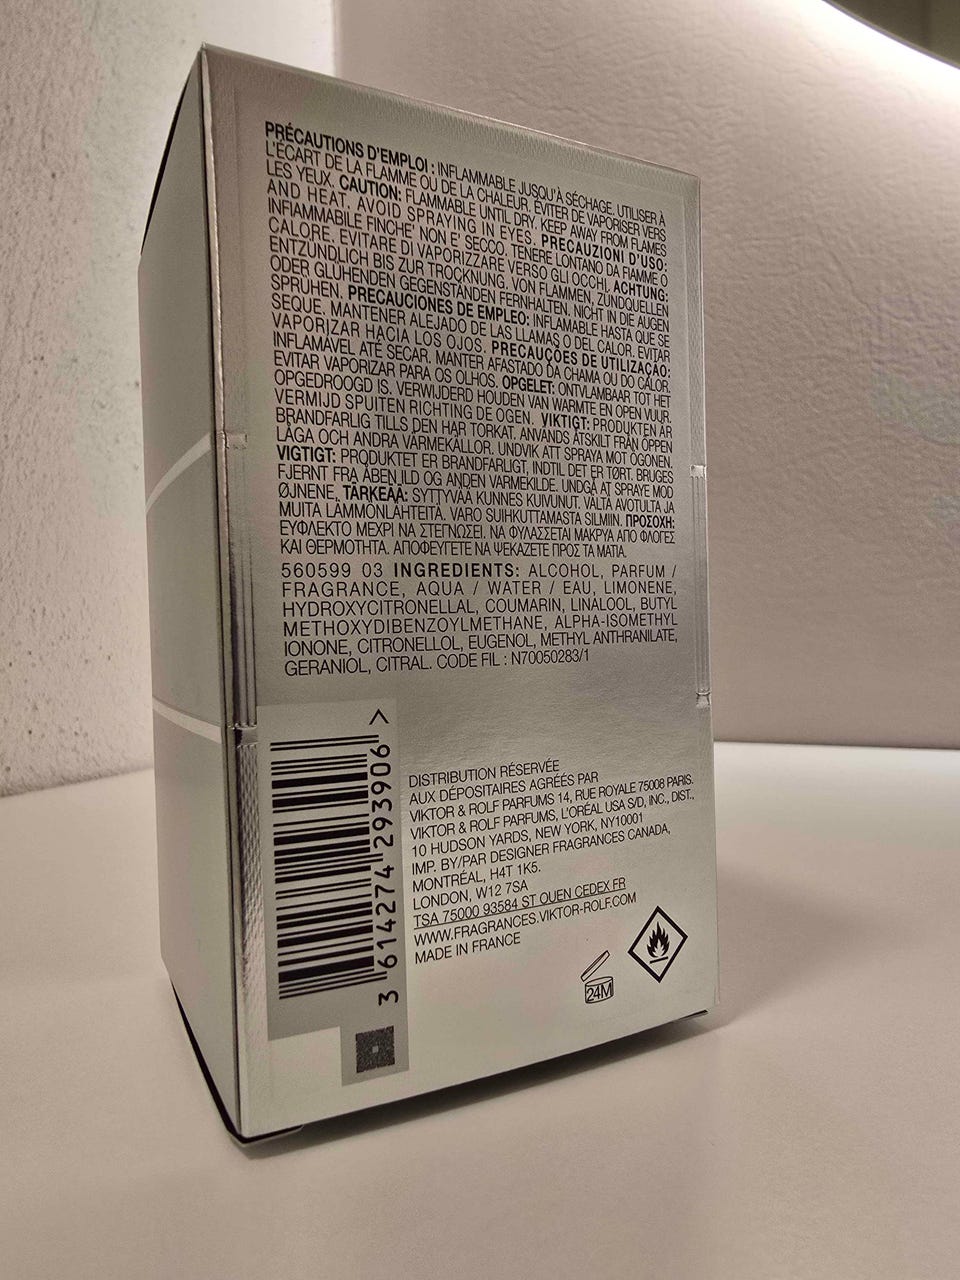 PRÉCAUTIONS D'EMPLOI : INFLAMMABLE JUSQU'À SÉCHAGE. UTILISER À
L'ÉCART DE LA FLAMME OU DE LA CHALEUR. ÉVITER DE VAPORISER VERS
LES YEUX. CAUTION: FLAMMABLE UNTIL DRY. KEEP AWAY FROM FLAMES
AND HEAT. AVOID SPRAYING IN EYES. PRECAUZIONI D'USO:
INFIAMMABILE FINCHE' NON E' SECCO. TENERE LONTANO DA FIAMME O
CALORE. EVITARE DI VAPORIZZARE VERSO GLI OCCHI. ACHTUNG:
ENTZÜNDLICH BIS ZUR TROCKNUNG. VON FLAMMEN, ZÜNDQUELLEN
ODER GLÜHENDEN GEGENSTÄNDEN FERNHALTEN. NICHT IN DIE AUGEN
SPRÜHEN. PRECAUCIONES DE EMPLEO: INFLAMABLE HASTA QUE SE
SEQUE. MANTENER ALEJADO DE LAS LLAMAS O DEL CALOR. EVITAR
VAPORIZAR HACIA LOS OJOS. PRECAUÇÕES DE UTILIZAÇÃO:
INFLAMÁVEL ATÉ SECAR. MANTER AFASTADO DA CHAMA OU DO CALOR.
EVITAR VAPORIZAR PARA OS OLHOS. OPGELET: ONTVLAMBAAR TOT HET
OPGEDROOGD IS. VERWIJDERD HOUDEN VAN WARMTE EN OPEN VUUR.
VERMIJD SPUITEN RICHTING DE OGEN. VIKTIGT: PRODUKTEN ÄR
BRANDFARLIG TILLS DEN HAR TORKAT. ANVÄNDS ÅTSKILT FRÅN ÖPPEN
LÅGA OCH ANDRA VÄRMEKÄLLOR. UNDVIK ATT SPRAYA MOT ÖGONEN.
VIGTIGT: PRODUKTET ER BRANDFARLIGT, INDTIL DET ER TØRT. BRUGES
FJERNT FRA ÅBEN ILD OG ANDEN VARMEKILDE. UNDGÅ AT SPRAYE MOD
ØJNENE. TÄRKEÄÄ: SYTTYVÄÄ KUNNES KUIVUNUT. VÄLTÄ AVOTULTA JA
MUITA LÄMMÖNLÄHTEITÄ. VARO SUIHKUTTAMASTA SILMIIN. ΠΡΟΣΟΧΗ:
ΕΥΦΛΕΚΤΟ ΜΕΧΡΙ ΝΑ ΣΤΕΓΝΩΣΕΙ. ΝΑ ΦΥΛΑΣΣΕΤΑΙ ΜΑΚΡΥΑ ΑΠΟ ΦΛΟΓΕΣ
ΚΑΙ ΘΕΡΜΟΤΗΤΑ. ΑΠΟΦΕΥΓΕΤΕ ΝΑ ΨΕΚΑΖΕΤΕ ΠΡΟΣ ΤΑ ΜΑΤΙΑ.
560599 03 INGREDIENTS: ALCOHOL, PARFUM /
FRAGRANCE, AQUA / WATER / EAU, LIMONENE,
HYDROXYCITRONELLAL, COUMARIN, LINALOOL, BUTYL
METHOXYDIBENZOYLMETHANE, ALPHA-ISOMETHYL
IONONE, CITRONELLOL, EUGENOL, METHYL ANTHRANILATE,
GERANIOL, CITRAL. CODE FIL : N70050283/1
3 614274 293906 >
DISTRIBUTION RÉSERVÉE
AUX DÉPOSITAIRES AGRÉÉS PAR
VIKTOR & ROLF PARFUMS 14, RUE ROYALE 75008 PARIS.
VIKTOR & ROLF PARFUMS, L'ORÉAL USA S/D, INC., DIST.,
10 HUDSON YARDS, NEW YORK, NY10001
IMP. BY/PAR DESIGNER FRAGRANCES CANADA,
MONTRÉAL, H4T 1K5.
LONDON, W12 7SA
TSA 75000 93584 ST OUEN CEDEX FR
WWW.FRAGRANCES.VIKTOR-ROLF.COM
MADE IN FRANCE
24M